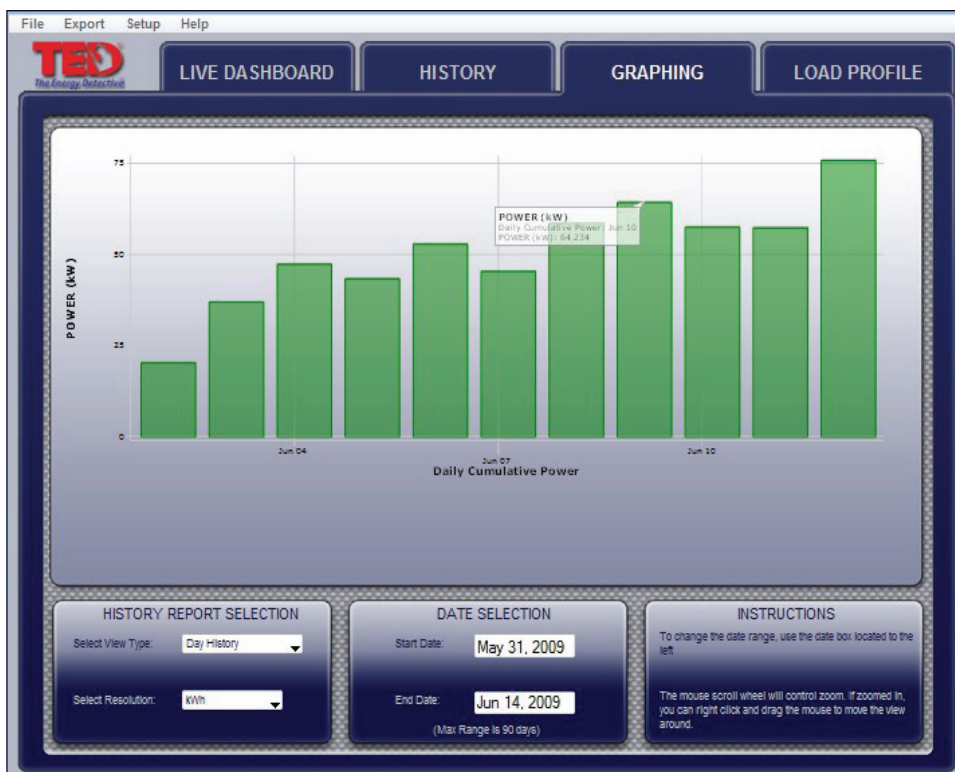 File Export Setup Help
TED
The Energy Detective
LIVE DASHBOARD
HISTORY
GRAPHING
LOAD PROFILE
75
50
25
0
POWER (kW)
POWER (kW)
Daily Cumulative Power: Jun 10
POWER (kW): 64.234
Jun 04
Jun 07
Jun 10
Daily Cumulative Power
HISTORY REPORT SELECTION
Select View Type: Day History
Select Resolution: kWh
DATE SELECTION
Start Date: May 31, 2009
End Date: Jun 14, 2009
(Max Range is 90 days)
INSTRUCTIONS
To change the date range, use the date box located to the
left
The mouse scroll wheel will control zoom. If zoomed in,
you can right click and drag the mouse to move the view
around.